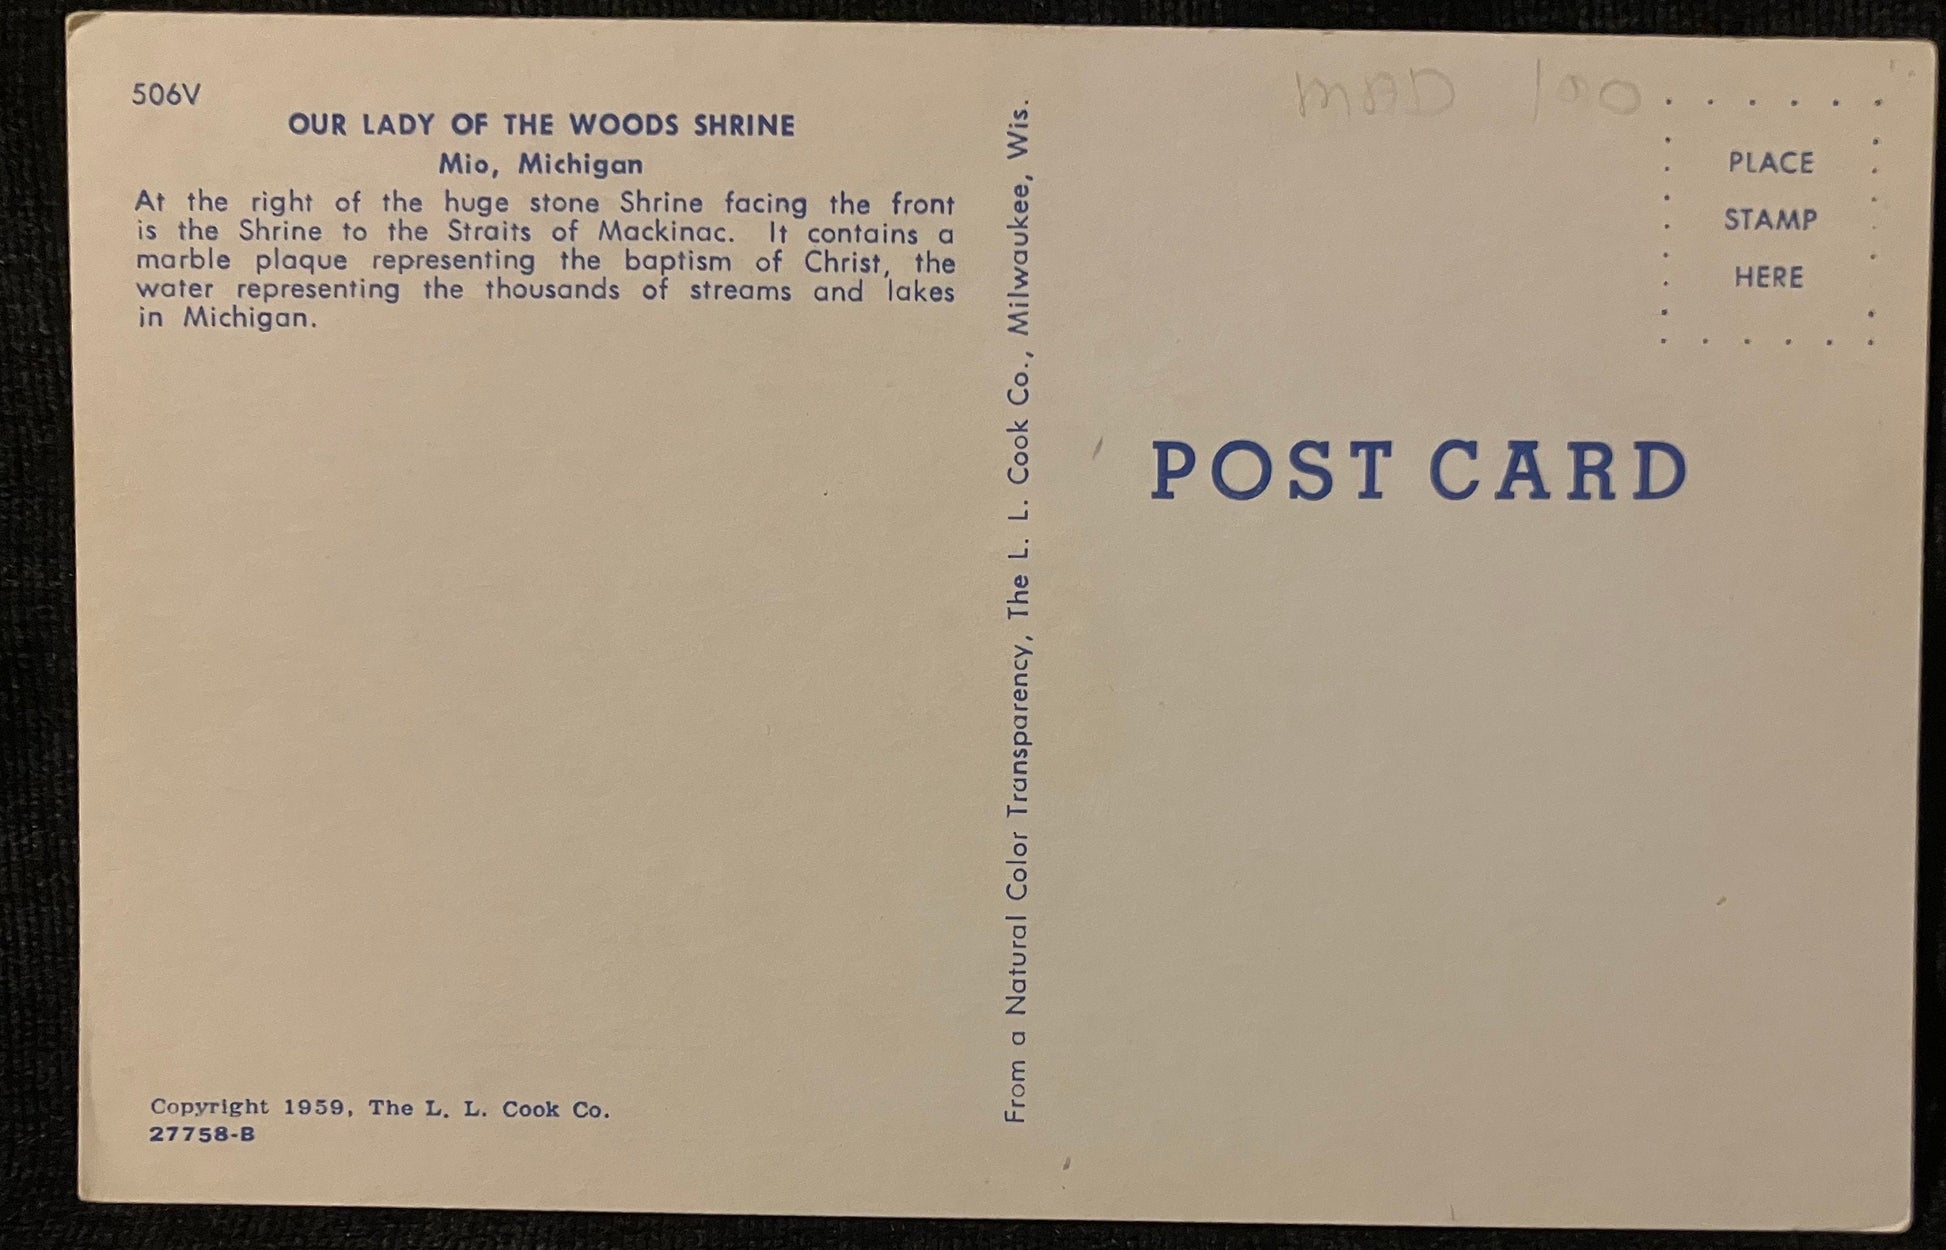 506V
OUR LADY OF THE WOODS SHRINE
Mio, Michigan
At the right of the huge stone Shrine facing the front
is the Shrine to the Straits of Mackinac. It contains a
marble plaque representing the baptism of Christ, the
water representing the thousands of streams and lakes
in Michigan.
Copyright 1959, The L. L. Cook Co.
27758-B
From a Natural Color Transparency, The L. L. Cook Co., Milwaukee, Wis.
MAD 100
PLACE
STAMP
HERE
POST CARD